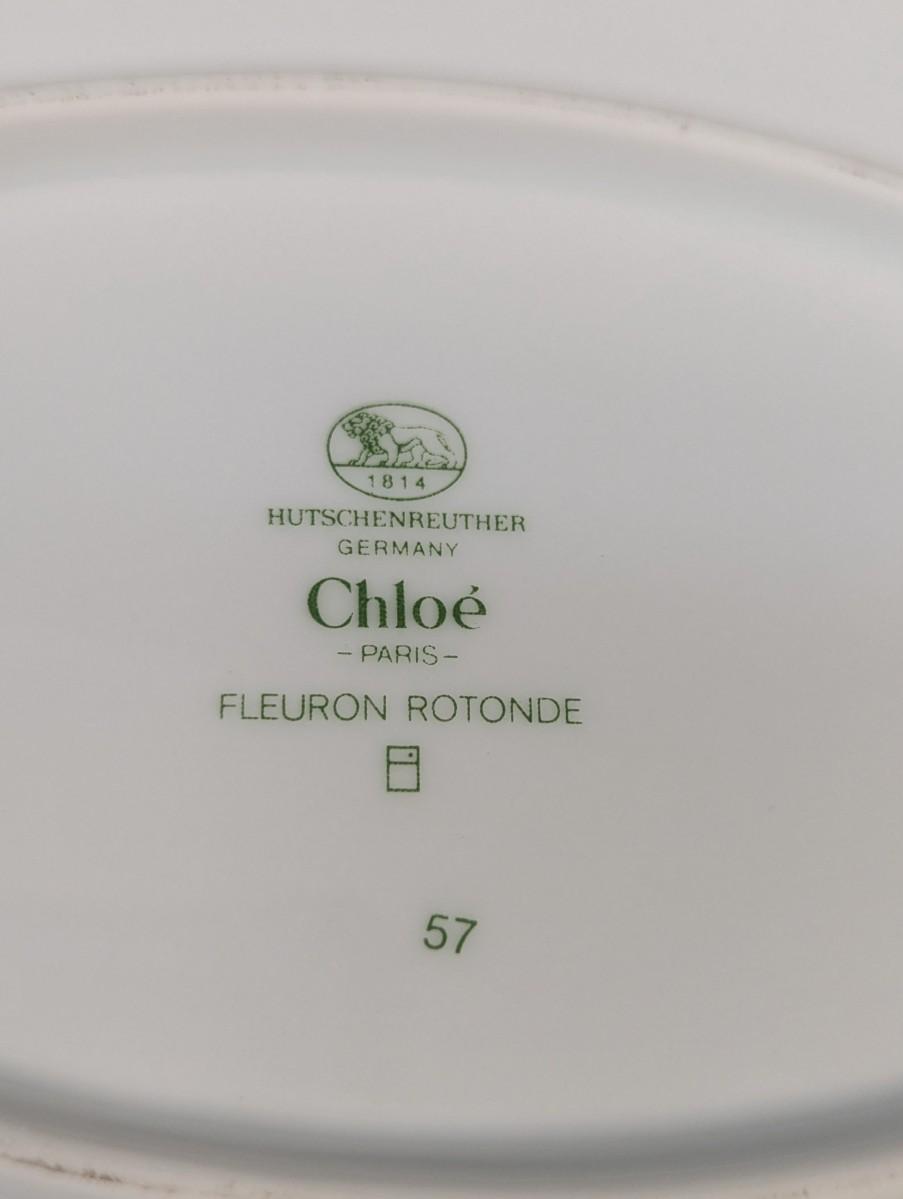 1814
HUTSCHENREUTHER
GERMANY
Chloé
– PARIS –
FLEURON ROTONDE
57